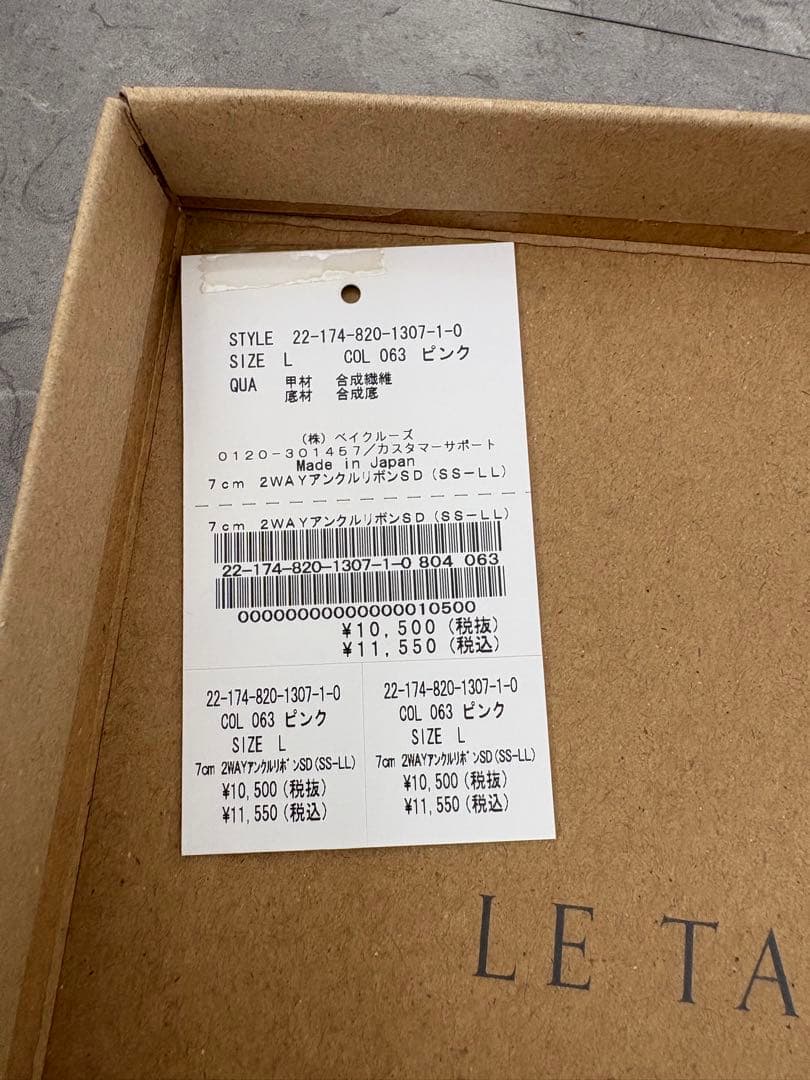 STYLE 22-174-820-1307-1-0
SIZE L COL 063 ピンク
QUA 甲材 合成繊維
底材 合成底
(株) ベイクルーズ
0120-301457/カスタマーサポート
Made in Japan
7cm 2WAYアンクルリボンSD(SS-LL)
7cm 2WAYアンクルリボンSD(SS-LL)
22-174-820-1307-1-0 804 063
00000000000000010500
¥10,500(税抜)
¥11,550(税込)
22-174-820-1307-1-0
COL 063 ピンク
SIZE L
7cm 2WAYアンクルリボンSD(SS-LL)
¥10,500(税抜)
¥11,550(税込)
22-174-820-1307-1-0
COL 063 ピンク
SIZE L
7cm 2WAYアンクルリボンSD(SS-LL)
¥10,500(税抜)
¥11,550(税込)
LE TA